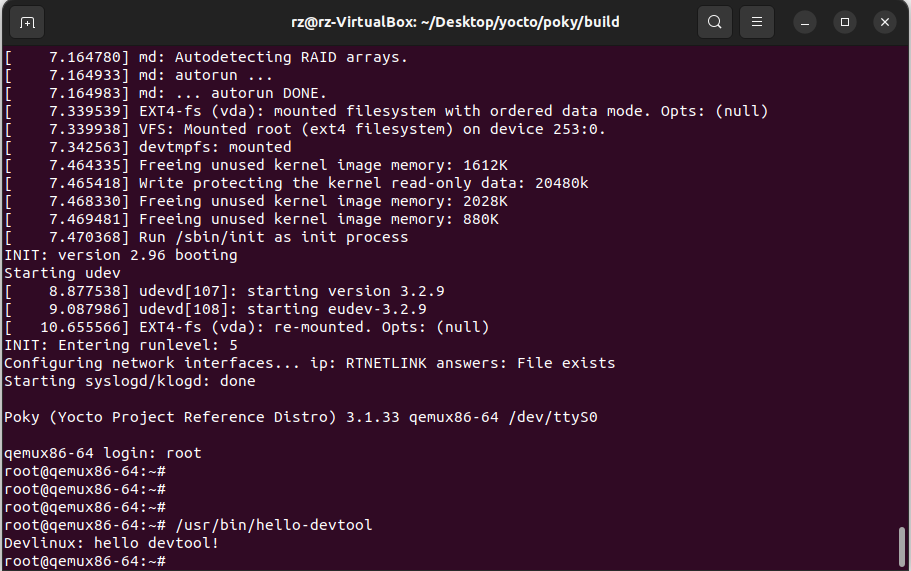 rz@rz-VirtualBox: ~/Desktop/yocto/poky/build
[    7.164780] md: Autodetecting RAID arrays.
[    7.164933] md: autorun ...
[    7.164983] md: ... autorun DONE.
[    7.339539] EXT4-fs (vda): mounted filesystem with ordered data mode. Opts: (null)
[    7.339938] VFS: Mounted root (ext4 filesystem) on device 253:0.
[    7.342563] devtmpfs: mounted
[    7.464335] Freeing unused kernel image memory: 1612K
[    7.465418] Write protecting the kernel read-only data: 20480k
[    7.468330] Freeing unused kernel image memory: 2028K
[    7.469481] Freeing unused kernel image memory: 880K
[    7.470368] Run /sbin/init as init process
INIT: version 2.96 booting
Starting udev
[    8.877538] udevd[107]: starting version 3.2.9
[    9.087986] udevd[108]: starting eudev-3.2.9
[   10.655566] EXT4-fs (vda): re-mounted. Opts: (null)
INIT: Entering runlevel: 5
Configuring network interfaces... ip: RTNETLINK answers: File exists
Starting syslogd/klogd: done
Poky (Yocto Project Reference Distro) 3.1.33 qemux86-64 /dev/ttyS0
qemux86-64 login: root
root@qemux86-64:~#
root@qemux86-64:~#
root@qemux86-64:~#
root@qemux86-64:~# /usr/bin/hello-devtool
Devlinux: hello devtool!
root@qemux86-64:~#